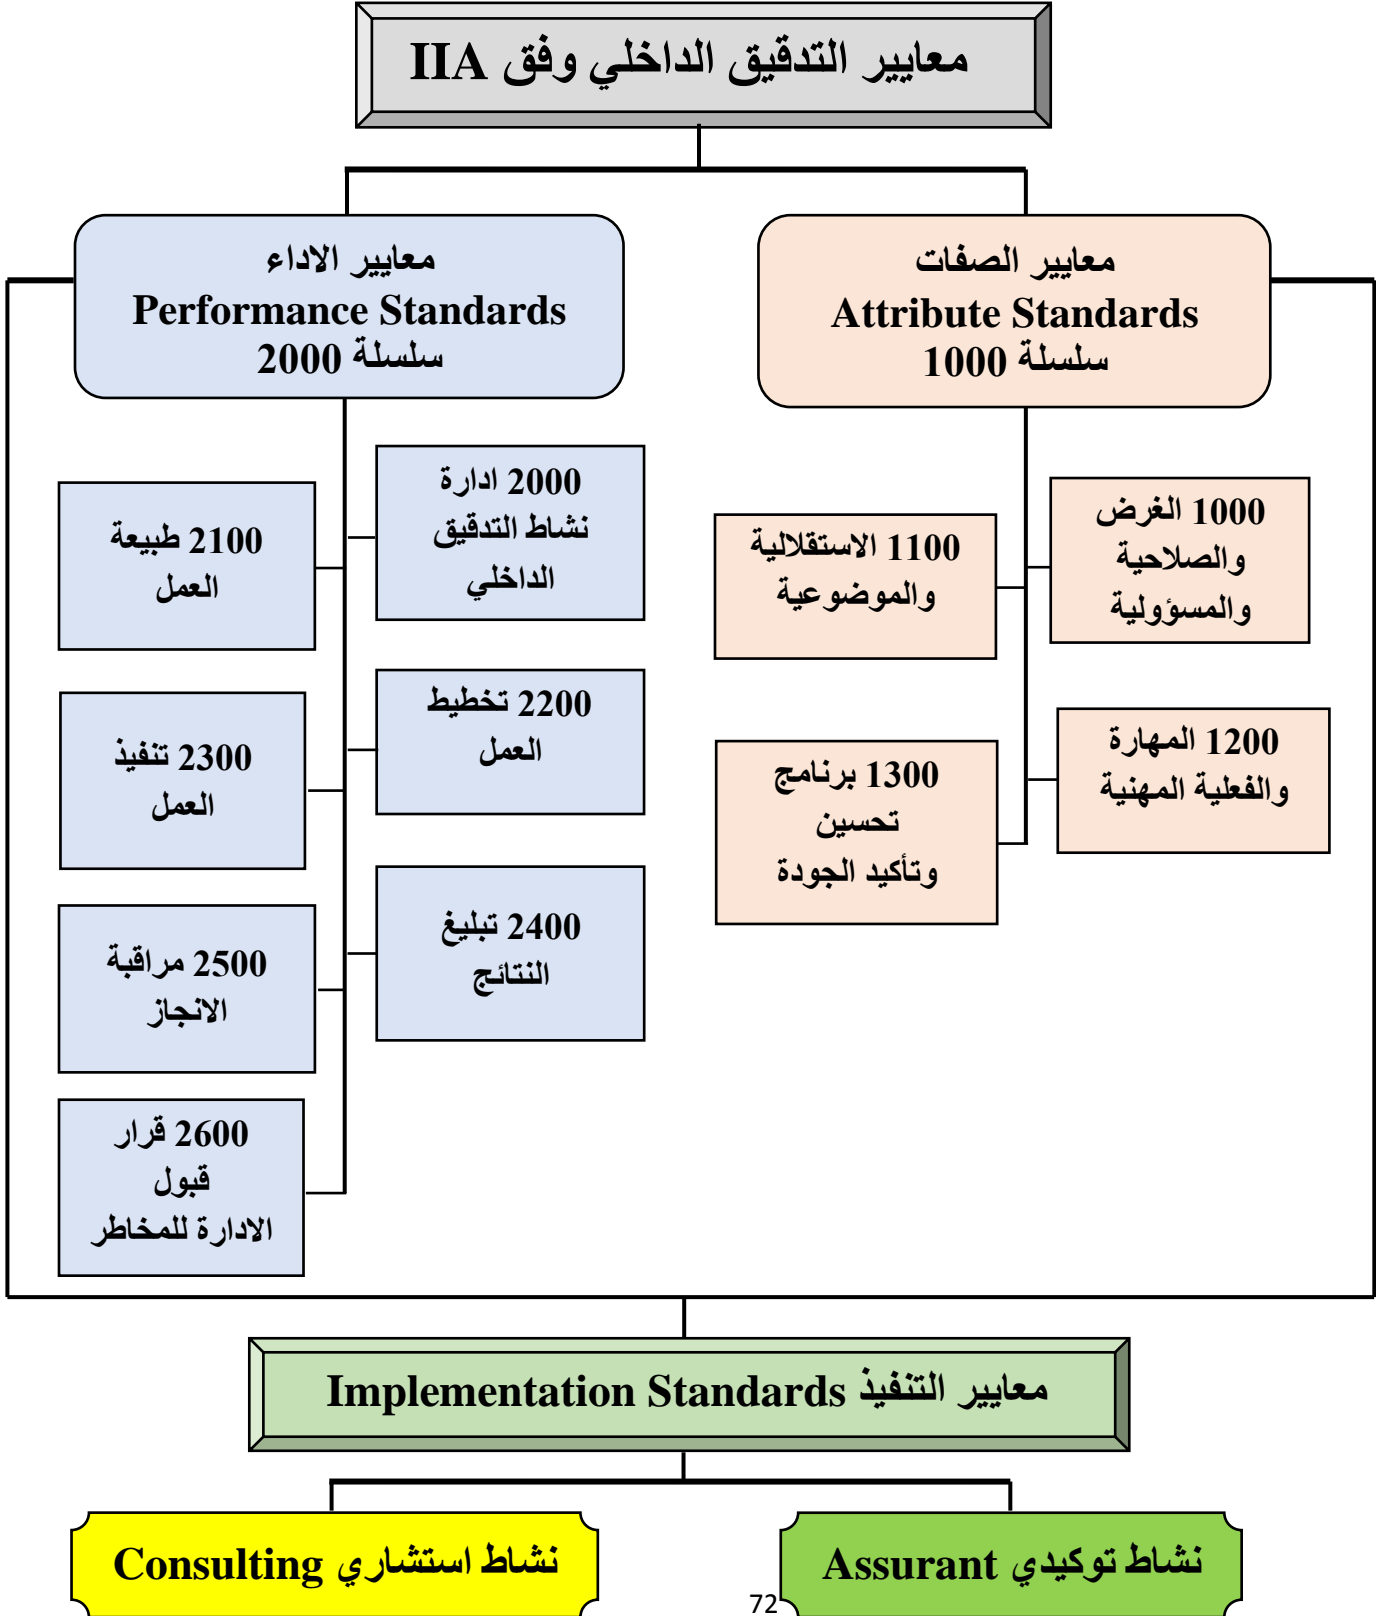 معايير التدقيق الداخلي وفق IIA
معايير الصفات
Attribute Standards
سلسلة 1000
معايير الاداء
Performance Standards
سلسلة 2000
1000 الغرض
والصلاحية
والمسؤولية
1100 الاستقلالية
والموضوعية
1200 المهارة
والفعلية المهنية
1300 برنامج
تحسين
وتأكيد الجودة
2000 ادارة
نشاط التدقيق
الداخلي
2100 طبيعة
العمل
2200 تخطيط
العمل
2300 تنفيذ
العمل
2400 تبليغ
النتائج
2500 مراقبة
الانجاز
2600 قرار
قبول
الادارة للمخاطر
معايير التنفيذ Implementation Standards
نشاط توكيدي Assurant
نشاط استشاري Consulting
72